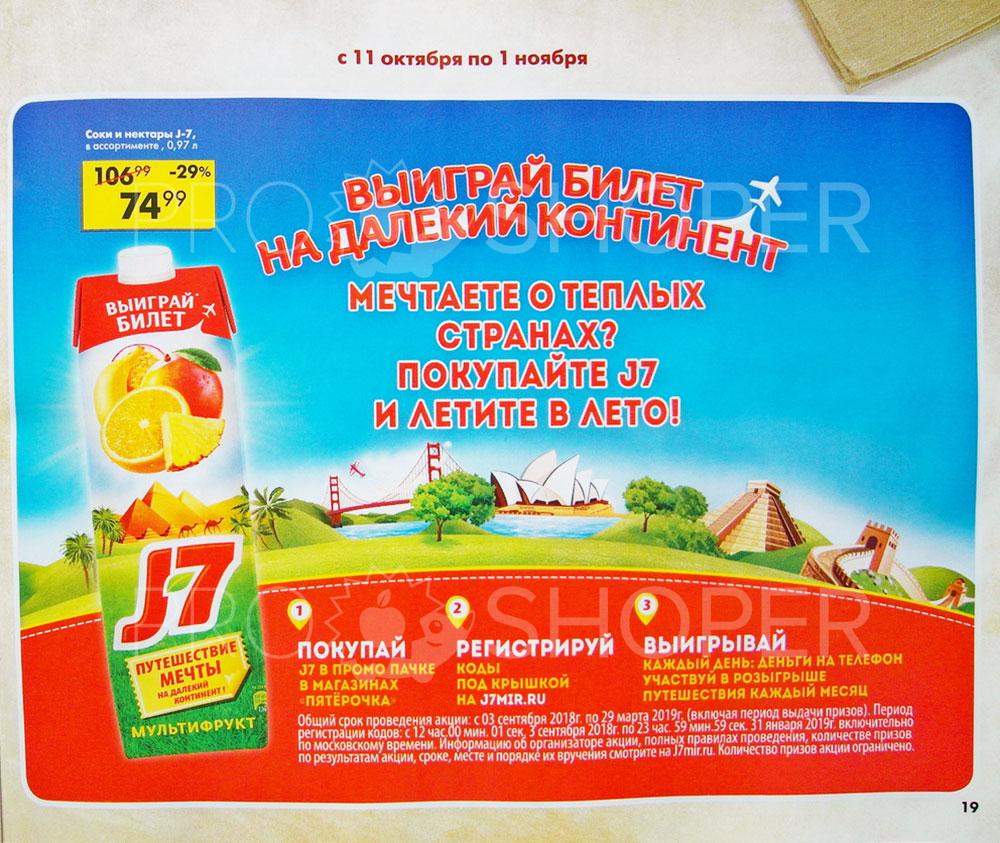 с 11 октября по 1 ноября
Соки и нектары J-7,
в ассортименте , 0,97 л
106⁹⁹ -29%
74⁹⁹
ВЫИГРАЙ БИЛЕТ
НА ДАЛЕКИЙ КОНТИНЕНТ
МЕЧТАЕТЕ О ТЕПЛЫХ
СТРАНАХ?
ПОКУПАЙТЕ J7
И ЛЕТИТЕ В ЛЕТО!
ВЫИГРАЙ
БИЛЕТ
J7
ПУТЕШЕСТВИЕ
МЕЧТЫ
НА ДАЛЕКИЙ
КОНТИНЕНТ!
МУЛЬТИФРУКТ
1
ПОКУПАЙ
J7 В ПРОМО ПАЧКЕ
В МАГАЗИНАХ
"ПЯТЁРОЧКА"
2
РЕГИСТРИРУЙ
КОДЫ
ПОД КРЫШКОЙ
НА J7MIR.RU
3
ВЫИГРЫВАЙ
КАЖДЫЙ ДЕНЬ: ДЕНЬГИ НА ТЕЛЕФОН
УЧАСТВУЙ В РОЗЫГРЫШЕ
ПУТЕШЕСТВИЯ КАЖДЫЙ МЕСЯЦ
Общий срок проведения акции: с 03 сентября 2018г. по 29 марта 2019г. (включая период выдачи призов). Период
регистрации кодов: с 12 час.00 мин. 01 сек, 3 сентября 2018г. по 23 час. 59 мин.59 сек. 31 января 2019г. включительно
по московскому времени. Информацию об организаторе акции, полных правилах проведения, количестве призов
по результатам акции, сроке, месте и порядке их вручения смотрите на J7mir.ru. Количество призов акции ограничено.
19
PRO SHOPER
PRO SHOPER